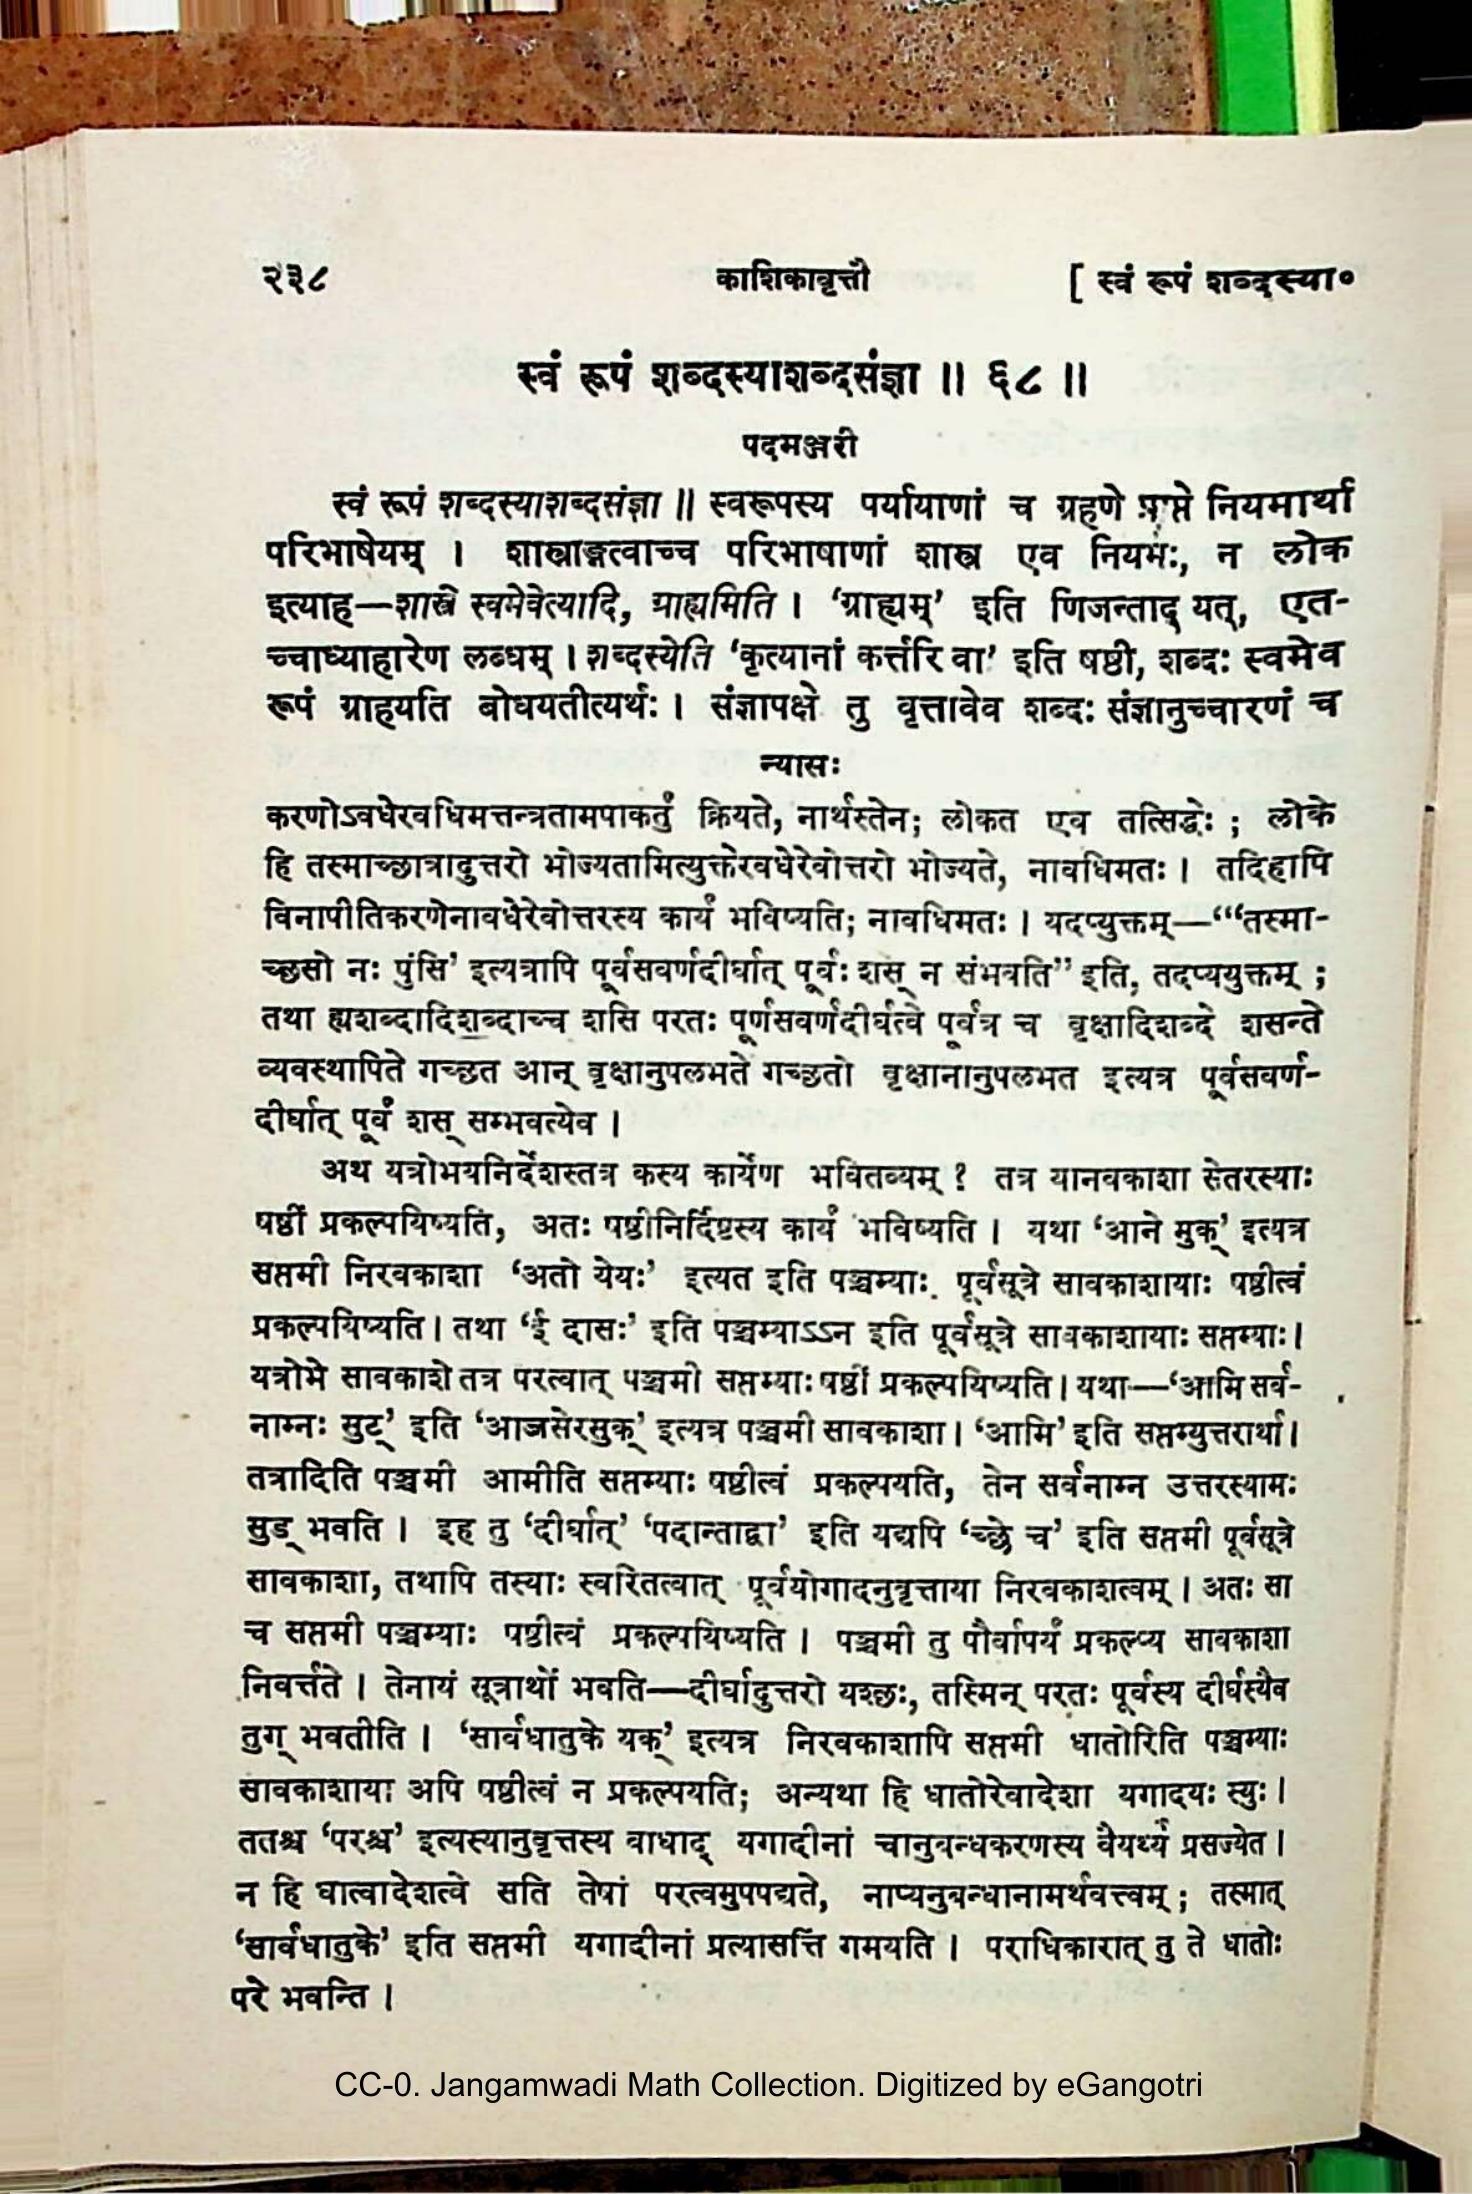 २३८ काशिकावृत्तौ [ स्वं रूपं शब्दस्या०
स्वं रूपं शब्दस्याशब्दसंज्ञा ॥ ६८ ॥
पदमञ्जरी
स्वं रूपं शब्दस्याशब्दसंज्ञा ॥ स्वरूपस्य पर्यायाणां च ग्रहणे प्राप्ते नियमार्था
परिभाषेयम् । शास्त्राङ्गत्वाच्च परिभाषाणां शास्त्र एव नियमः, न लोक
इत्याह—शास्त्रे स्वमेवेत्यादि, ग्राह्यमिति । ‘ग्राह्यम्’ इति णिजन्ताद् यत्, एत-
च्चाध्याहारेण लब्धम् । शब्दस्येति ‘कृत्यानां कर्त्तरि वा’ इति षष्ठी, शब्दः स्वमेव
रूपं ग्राहयति बोधयतीत्यर्थः । संज्ञापक्षे तु वृत्तावेव शब्दः संज्ञानुच्चारणं च
न्यासः
करणोऽवधेरवधिमत्तन्त्रतामपाकर्तुं क्रियते, नार्थस्तेन; लोकत एव तत्सिद्धेः ; लोके
हि तस्माच्छात्रादुत्तरो भोज्यतामित्युक्तेरवधेरेवोत्तरो भोज्यते, नावधिमतः । तदिहापि
विनापीतिकरणेनावधेरेवोत्तरस्य कार्यं भविष्यति; नावधिमतः । यदप्युक्तम्—“‘तस्मा-
च्छसो नः पुंसि’ इत्यत्रापि पूर्वसवर्णदीर्घात् पूर्वः शस् न संभवति” इति, तदप्ययुक्तम् ;
तथा ह्यशब्दादिशब्दाच्च शसि परतः पूर्णसवर्णदीर्घत्वे पूर्वत्र च वृक्षादिशब्दे शसन्ते
व्यवस्थापिते गच्छत आन् वृक्षानुपलभते गच्छतो वृक्षानानुपलभत इत्यत्र पूर्वसवर्ण-
दीर्घात् पूर्वं शस् सम्भवत्येव ।
अथ यत्रोभयनिर्देशस्तत्र कस्य कार्येण भवितव्यम् ? तत्र यानवकाशा सेतरस्याः
षष्ठीं प्रकल्पयिष्यति, अतः षष्ठीनिर्दिष्टस्य कार्यं भविष्यति । यथा ‘आने मुक्’ इत्यत्र
सप्तमी निरवकाशा ‘अतो येयः’ इत्यत इति पञ्चम्याः पूर्वसूत्रे सावकाशायाः षष्ठीत्वं
प्रकल्पयिष्यति । तथा ‘ई दासः’ इति पञ्चम्याऽऽन इति पूर्वसूत्रे सावकाशायाः सप्तम्याः ।
यत्रोभे सावकाशे तत्र परत्वात् पञ्चमी सप्तम्याः षष्ठीं प्रकल्पयिष्यति । यथा—‘आमि सर्व-
नाम्नः सुट्’ इति ‘आज्जसेरसुक्’ इत्यत्र पञ्चमी सावकाशा । ‘आमि’ इति सप्तम्युत्तरार्था ।
तत्रादिति पञ्चमी आमीति सप्तम्याः षष्ठीत्वं प्रकल्पयति, तेन सर्वनाम्न उत्तरस्यामः
सुड् भवति । इह तु ‘दीर्घात्’ ‘पदान्ताद्वा’ इति यद्यपि ‘च्छे च’ इति सप्तमी पूर्वसूत्रे
सावकाशा, तथापि तस्याः स्वरितत्वात् पूर्वयोगादनुवृत्ताया निरवकाशत्वम् । अतः सा
च सप्तमी पञ्चम्याः षष्ठीत्वं प्रकल्पयिष्यति । पञ्चमी तु पौर्वापर्यं प्रकल्प्य सावकाशा
निवर्त्तते । तेनायं सूत्रार्थो भवति—दीर्घादुत्तरो यश्छः, तस्मिन् परतः पूर्वस्य दीर्घस्यैव
तुग् भवतीति । ‘सार्वधातुके यक्’ इत्यत्र निरवकाशापि सप्तमी धातोरिति पञ्चम्याः
सावकाशाया अपि षष्ठीत्वं न प्रकल्पयति; अन्यथा हि धातोरेवादेशा यगादयः स्युः ।
ततश्च ‘परश्च’ इत्यस्यानुवृत्तस्य बाधाद् यगादीनां चानुबन्धकरणस्य वैयर्थ्यं प्रसज्येत ।
न हि धात्वादेशत्वे सति तेषां परत्वमुपपद्यते, नाप्यनुबन्धानामर्थवत्त्वम् ; तस्मात्
‘सार्वधातुके’ इति सप्तमी यगादीनां प्रत्यासत्तिं गमयति । पराधिकारात् तु ते धातोः
परे भवन्ति ।
CC-0. Jangamwadi Math Collection. Digitized by eGangotri